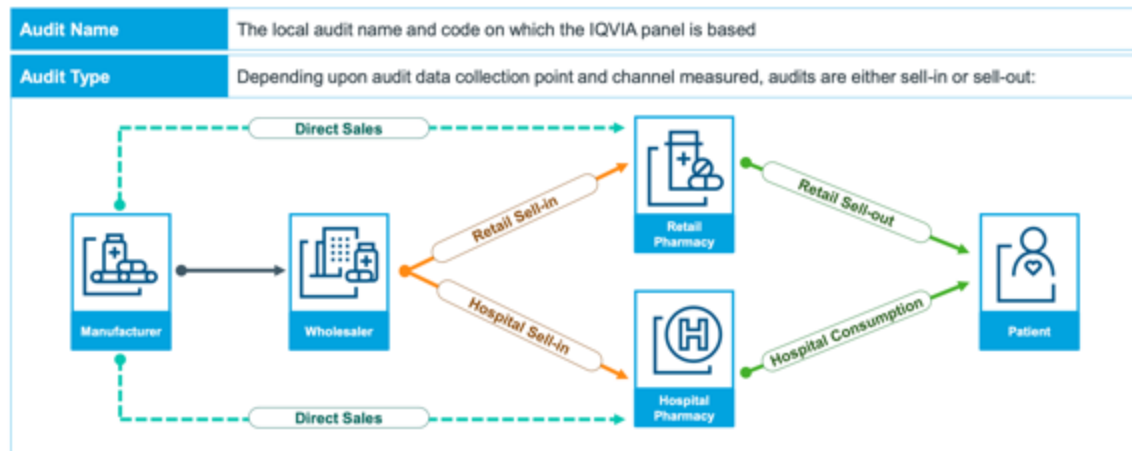 Audit Name
The local audit name and code on which the IQVIA panel is based
Audit Type
Depending upon audit data collection point and channel measured, audits are either sell-in or sell-out:
Direct Sales
Retail Sell-in
Retail
Pharmacy
Retail Sell-out
Manufacturer
Wholesaler
Hospital Sell-in
H
Hospital
Pharmacy
Hospital Consumption
Patient
Direct Sales